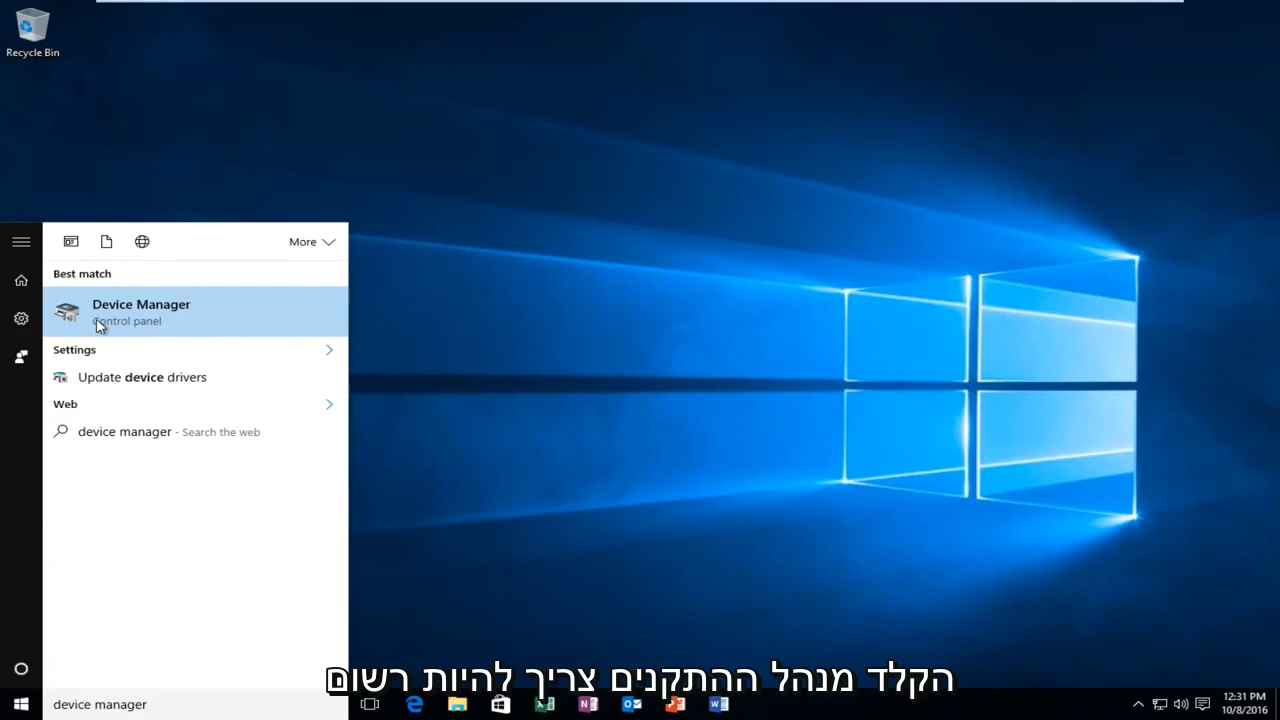 Recycle Bin
More
Best match
Device Manager
Control panel
Settings
Update device drivers
Web
device manager - Search the web
הקלד מנהל ההתקנים צריך להיות רשום
device manager
12:31 PM
10/8/2016